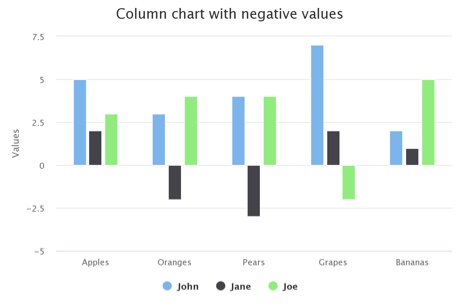 Column chart with negative values
7.5
5
2.5
0
−2.5
−5
Values
Apples Oranges Pears Grapes Bananas
John Jane Joe